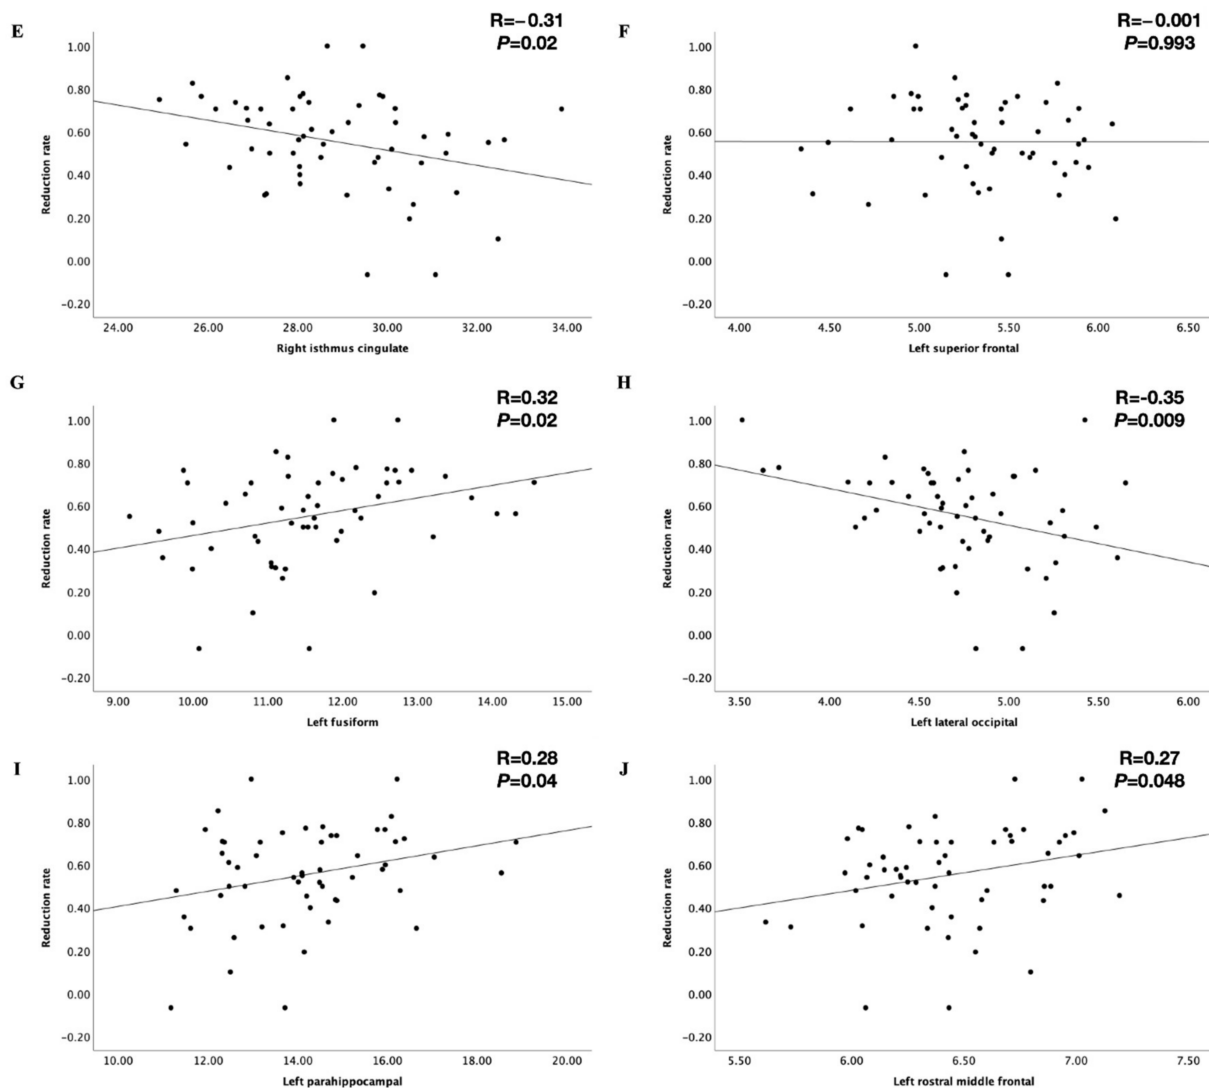 E
R=−0.31
P=0.02
1.00
0.80
0.60
0.40
0.20
0.00
−0.20
Reduction rate
24.00 26.00 28.00 30.00 32.00 34.00
Right isthmus cingulate
F
R=−0.001
P=0.993
1.00
0.80
0.60
0.40
0.20
0.00
−0.20
Reduction rate
4.00 4.50 5.00 5.50 6.00 6.50
Left superior frontal
G
R=0.32
P=0.02
1.00
0.80
0.60
0.40
0.20
0.00
−0.20
Reduction rate
9.00 10.00 11.00 12.00 13.00 14.00 15.00
Left fusiform
H
R=-0.35
P=0.009
1.00
0.80
0.60
0.40
0.20
0.00
−0.20
Reduction rate
3.50 4.00 4.50 5.00 5.50 6.00
Left lateral occipital
I
R=0.28
P=0.04
1.00
0.80
0.60
0.40
0.20
0.00
−0.20
Reduction rate
10.00 12.00 14.00 16.00 18.00 20.00
Left parahippocampal
J
R=0.27
P=0.048
1.00
0.80
0.60
0.40
0.20
0.00
−0.20
Reduction rate
5.50 6.00 6.50 7.00 7.50
Left rostral middle frontal